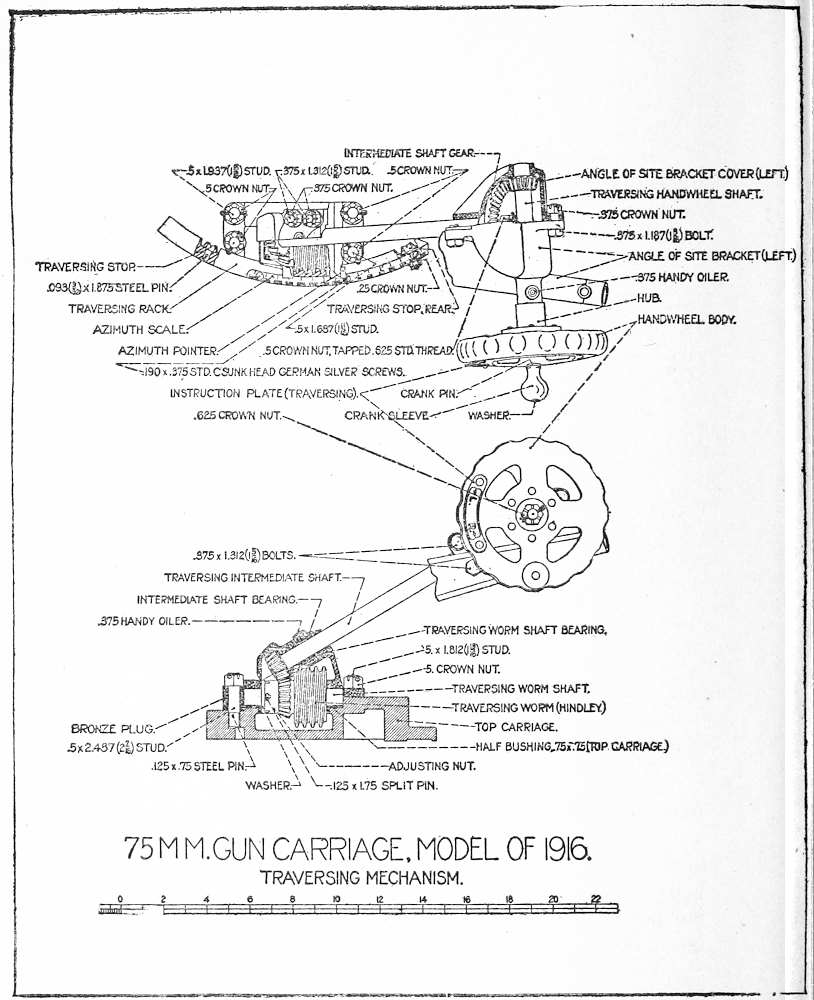 INTERMEDIATE SHAFT GEAR.
.5 x 1.937(1 15/16) STUD. .375 x 1.312(1 5/16) STUD. .5 CROWN NUT.
.5 CROWN NUT. .375 CROWN NUT.
ANGLE OF SITE BRACKET COVER (LEFT.)
TRAVERSING HANDWHEEL SHAFT.
.375 CROWN NUT.
.375 x 1.187(1 3/16) BOLT.
ANGLE OF SITE BRACKET (LEFT.)
TRAVERSING STOP.
.375 HANDY OILER.
.093(3/32) x 1.875 STEEL PIN.
.25 CROWN NUT.
HUB.
TRAVERSING RACK.
TRAVERSING STOP, REAR.
HANDWHEEL BODY.
AZIMUTH SCALE.
.5 x 1.687(1 11/16) STUD.
AZIMUTH POINTER.
.5 CROWN NUT, TAPPED .625 STD. THREAD.
.190 x .375 STD. C'SUNK HEAD GERMAN SILVER SCREWS.
INSTRUCTION PLATE (TRAVERSING).
CRANK PIN.
.625 CROWN NUT.
CRANK SLEEVE
WASHER.
.375 x 1.312(1 5/16) BOLTS.
TRAVERSING INTERMEDIATE SHAFT.
INTERMEDIATE SHAFT BEARING.
.375 HANDY OILER.
TRAVERSING WORM SHAFT BEARING.
.5. x 1.812(1 13/16) STUD.
.5. CROWN NUT.
TRAVERSING WORM SHAFT.
TRAVERSING WORM (HINDLEY.)
BRONZE PLUG.
TOP CARRIAGE.
.5 x 2.437(2 7/16) STUD.
HALF BUSHING, .75 x .75 (TOP CARRIAGE.)
.125 x .75 STEEL PIN.
ADJUSTING NUT.
WASHER.
.125 x 1.75 SPLIT PIN.
75 MM. GUN CARRIAGE, MODEL OF 1916.
TRAVERSING MECHANISM.
0 2 4 6 8 10 12 14 16 18 20 22